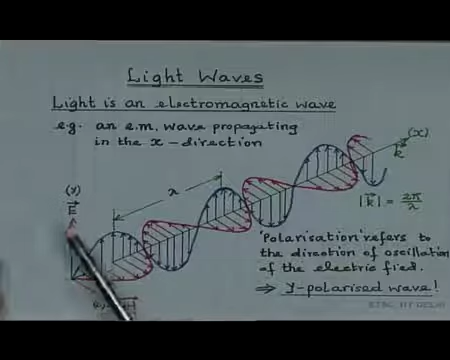 Light Waves
Light is an electromagnetic wave
e.g: an e.m. wave propagating
in the x-direction
(x)
k
λ
(y)
E
|k| = 2π/λ
'Polarisation' refers to
the direction of oscillation
of the electric fied.
⇒ y-polarised wave!